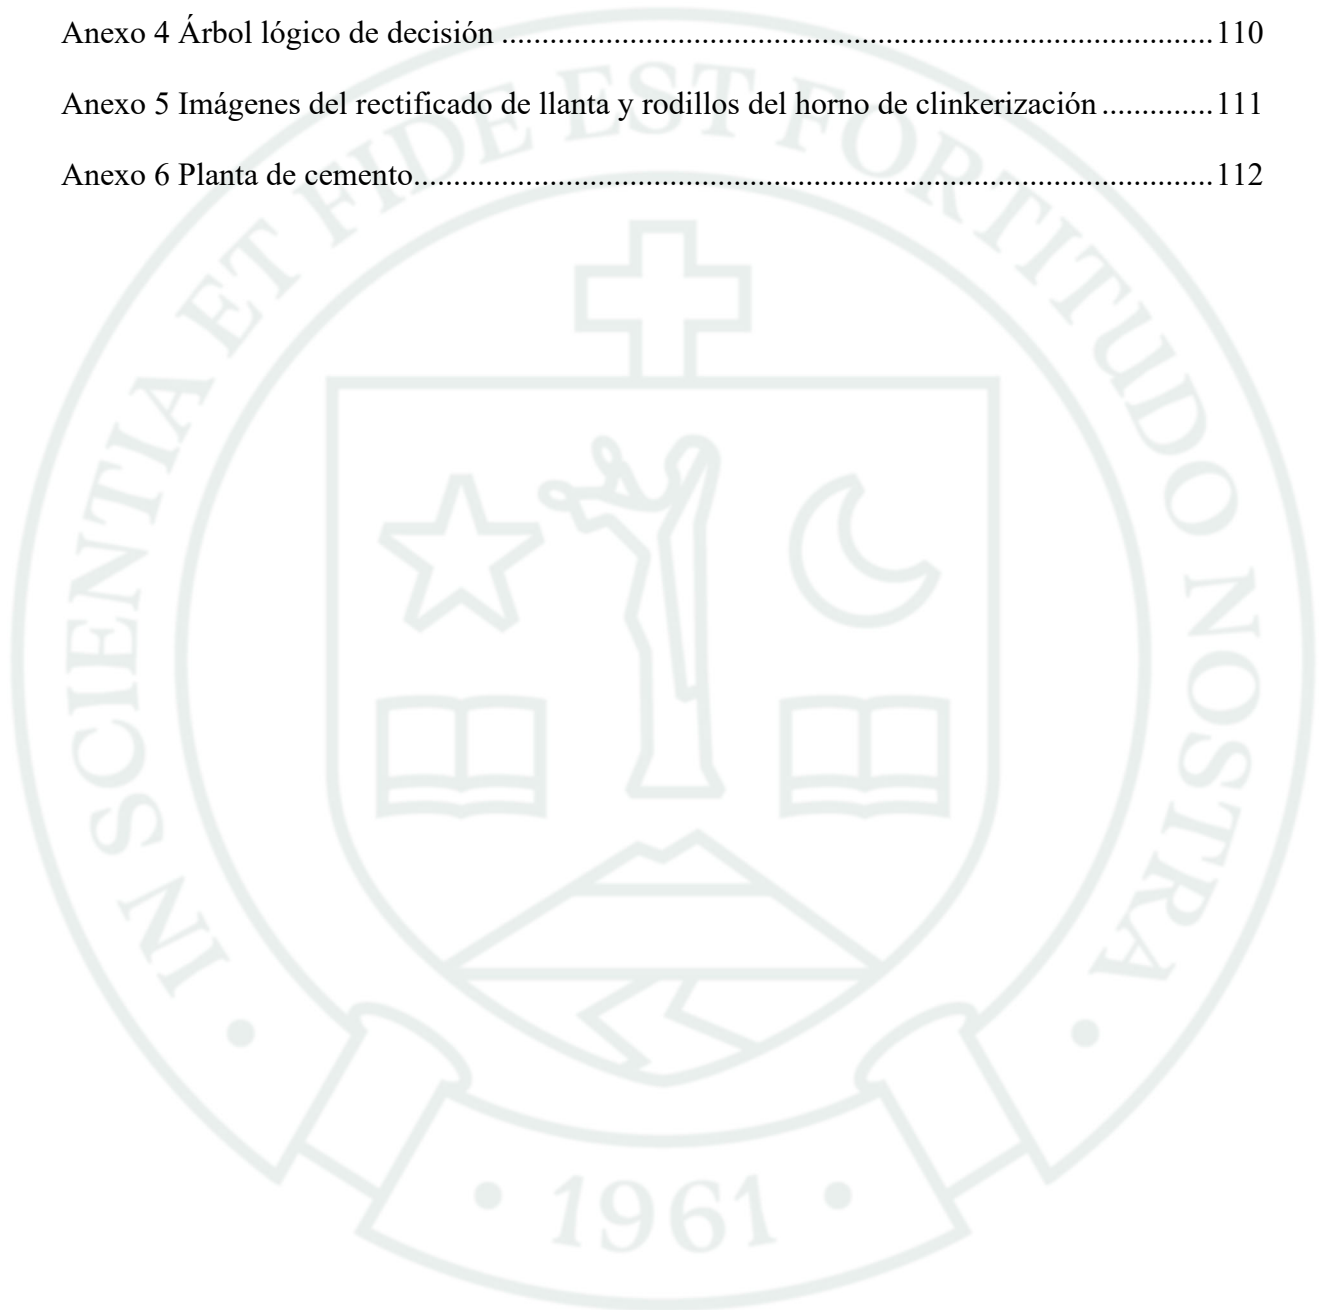 Anexo 4 Árbol lógico de decisión ........................................................................................110
Anexo 5 Imágenes del rectificado de llanta y rodillos del horno de clinkerización ..............111
Anexo 6 Planta de cemento...................................................................................................112
IN SCIENTIA ET FIDE EST FORTITUDO NOSTRA
• 1961 •